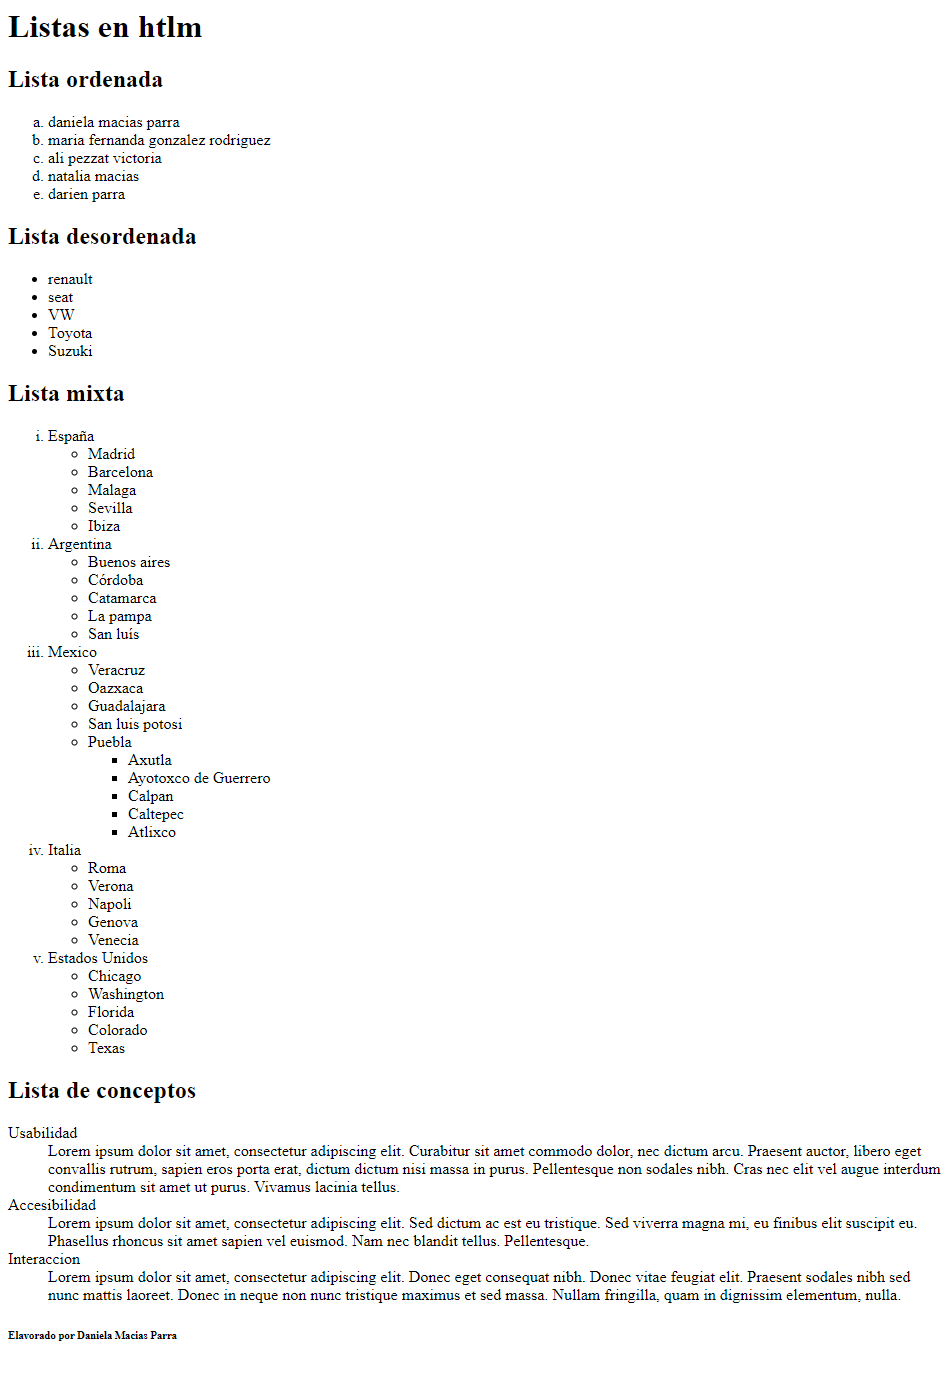 Listas en htlm
Lista ordenada
a. daniela macias parra
b. maria fernanda gonzalez rodriguez
c. ali pezzat victoria
d. natalia macias
e. darien parra
Lista desordenada
• renault
• seat
• VW
• Toyota
• Suzuki
Lista mixta
i. España
◦ Madrid
◦ Barcelona
◦ Malaga
◦ Sevilla
◦ Ibiza
ii. Argentina
◦ Buenos aires
◦ Córdoba
◦ Catamarca
◦ La pampa
◦ San luís
iii. Mexico
◦ Veracruz
◦ Oazxaca
◦ Guadalajara
◦ San luis potosi
◦ Puebla
▪ Axutla
▪ Ayotoxco de Guerrero
▪ Calpan
▪ Caltepec
▪ Atlixco
iv. Italia
◦ Roma
◦ Verona
◦ Napoli
◦ Genova
◦ Venecia
v. Estados Unidos
◦ Chicago
◦ Washington
◦ Florida
◦ Colorado
◦ Texas
Lista de conceptos
Usabilidad
Lorem ipsum dolor sit amet, consectetur adipiscing elit. Curabitur sit amet commodo dolor, nec dictum arcu. Praesent auctor, libero eget
convallis rutrum, sapien eros porta erat, dictum dictum nisi massa in purus. Pellentesque non sodales nibh. Cras nec elit vel augue interdum
condimentum sit amet ut purus. Vivamus lacinia tellus.
Accesibilidad
Lorem ipsum dolor sit amet, consectetur adipiscing elit. Sed dictum ac est eu tristique. Sed viverra magna mi, eu finibus elit suscipit eu.
Phasellus rhoncus sit amet sapien vel euismod. Nam nec blandit tellus. Pellentesque.
Interaccion
Lorem ipsum dolor sit amet, consectetur adipiscing elit. Donec eget consequat nibh. Donec vitae feugiat elit. Praesent sodales nibh sed
nunc mattis laoreet. Donec in neque non nunc tristique maximus et sed massa. Nullam fringilla, quam in dignissim elementum, nulla.
Elavorado por Daniela Macias Parra